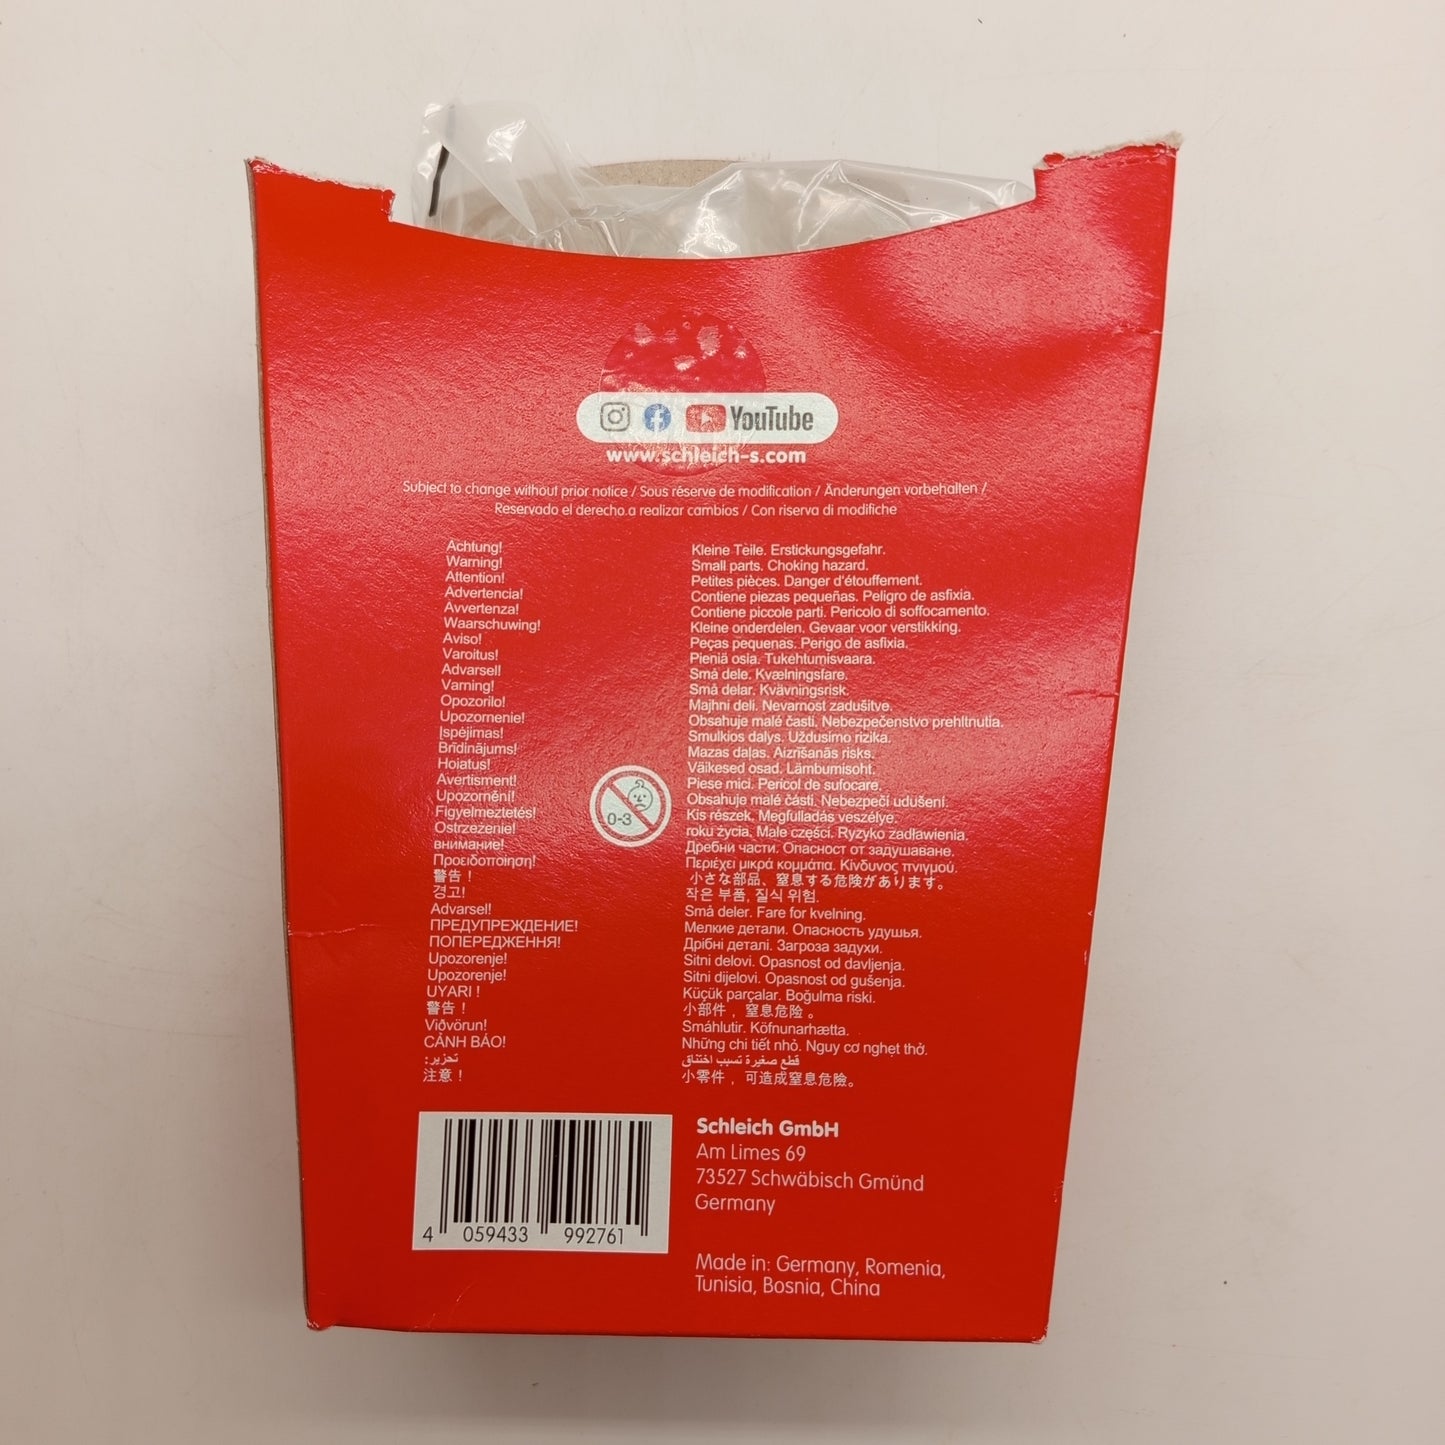 YouTube
www.schleich-s.com
Subject to change without prior notice / Sous réserve de modification / Änderungen vorbehalten /
Reservado el derecho.a realizar cambios / Con riserva di modifiche
Achtung! Kleine Teile. Erstickungsgefahr.
Warning! Small parts. Choking hazard.
Attention! Petites pièces. Danger d'étouffement.
Advertencia! Contiene piezas pequeñas. Peligro de asfixia.
Avvertenza! Contiene piccole parti. Pericolo di soffocamento.
Waarschuwing! Kleine onderdelen. Gevaar voor verstikking.
Aviso! Peças pequenas. Perigo de asfixia.
Varoitus! Pieniä osia. Tukehtumisvaara.
Advarsel! Små dele. Kvælningsfare.
Varning! Små delar. Kvävningsrisk.
Opozorilo! Majhni deli. Nevarnost zadušitve.
Upozornenie! Obsahuje malé časti. Nebezpečenstvo prehltnutia.
Įspėjimas! Smulkios dalys. Uždusimo rizika.
Brīdinājums! Mazas daļas. Aizrīšanās risks.
Hoiatus! Väikesed osad. Lämbumisoht.
Avertisment! Piese mici. Pericol de sufocare.
Upozornění! Obsahuje malé části. Nebezpečí udušení.
Figyelmeztetés! Kis részek. Megfulladás veszélye.
Ostrzezenie! roku życia. Małe części. Ryzyko zadławienia.
внимание! Дребни части. Опасност от задушаване.
Προειδοποίηση! Περιέχει μικρά κομμάτια. Κίνδυνος πνιγμού.
警告！ 小さな部品、窒息する危険があります。
경고! 작은 부품, 질식 위험.
Advarsel! Små deler. Fare for kvelning.
ПРЕДУПРЕЖДЕНИЕ! Мелкие детали. Опасность удушья.
ПОПЕРЕДЖЕННЯ! Дрібні деталі. Загроза задухи.
Upozorenje! Sitni delovi. Opasnost od davljenja.
Upozorenje! Sitni dijelovi. Opasnost od gušenja.
UYARI ! Küçük parçalar. Boğulma riski.
警告！ 小部件，窒息危险。
Viðvörun! Smáhlutir. Köfnunarhætta.
CẢNH BÁO! Những chi tiết nhỏ. Nguy cơ nghẹt thở.
تحزير: قطع صغيرة تسبب اختناق
注意！ 小零件，可造成窒息危險。
0-3
4 059433 992761
Schleich GmbH
Am Limes 69
73527 Schwäbisch Gmünd
Germany
Made in: Germany, Romenia,
Tunisia, Bosnia, China